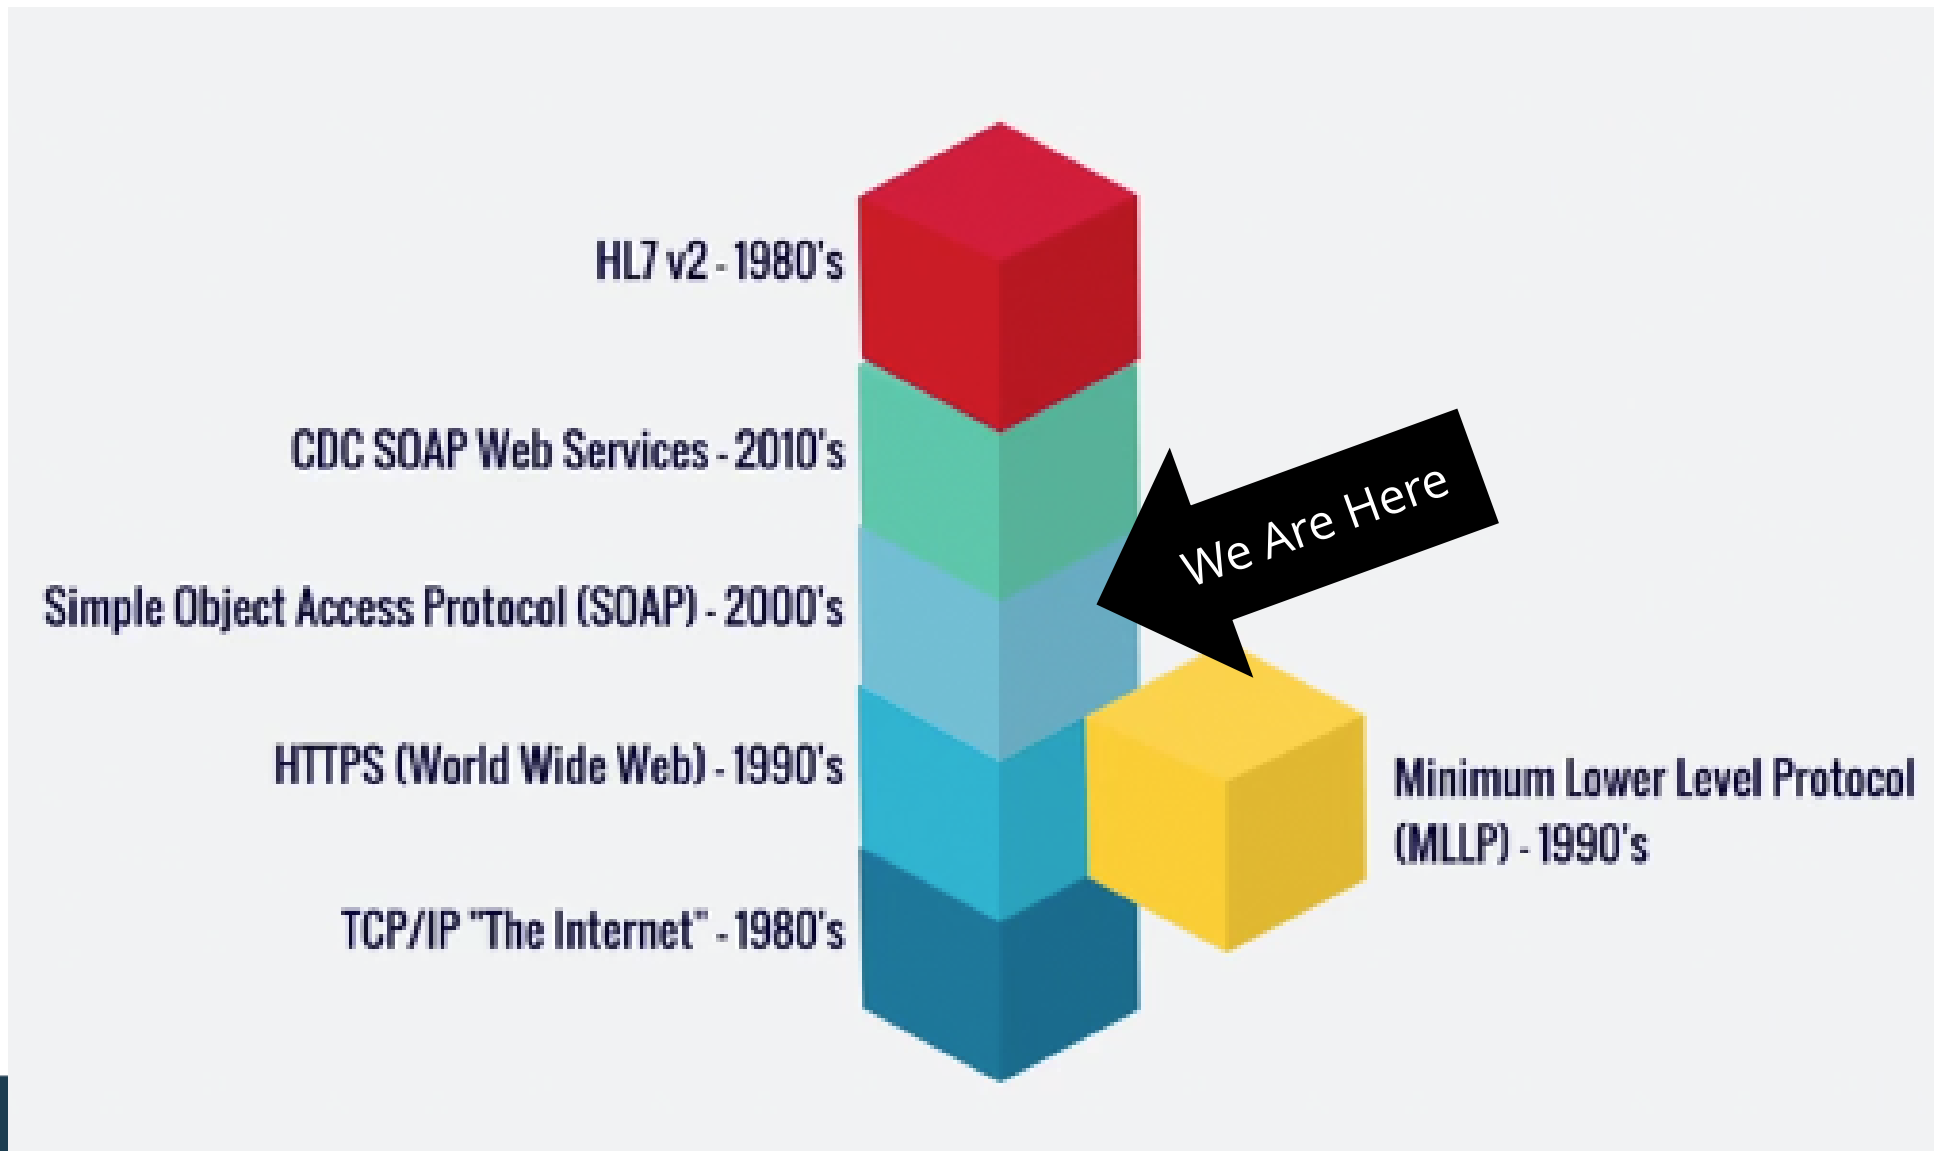 HL7 v2 - 1980's
CDC SOAP Web Services - 2010's
We Are Here
Simple Object Access Protocol (SOAP) - 2000's
HTTPS (World Wide Web) - 1990's
Minimum Lower Level Protocol
(MLLP) - 1990's
TCP/IP "The Internet" - 1980's